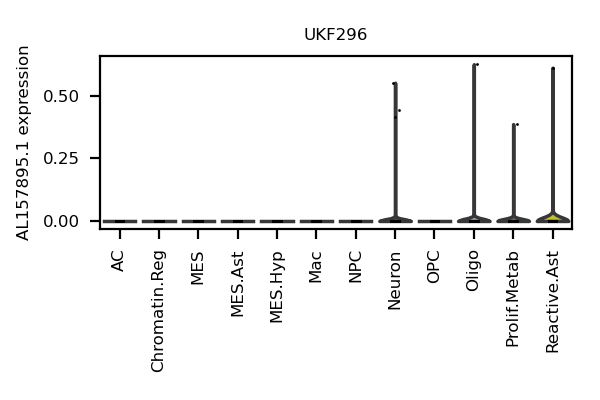 UKF296
AL157895.1 expression
0.50
0.25
0.00
AC
Chromatin.Reg
MES
MES.Ast
MES.Hyp
Mac
NPC
Neuron
OPC
Oligo
Prolif.Metab
Reactive.Ast